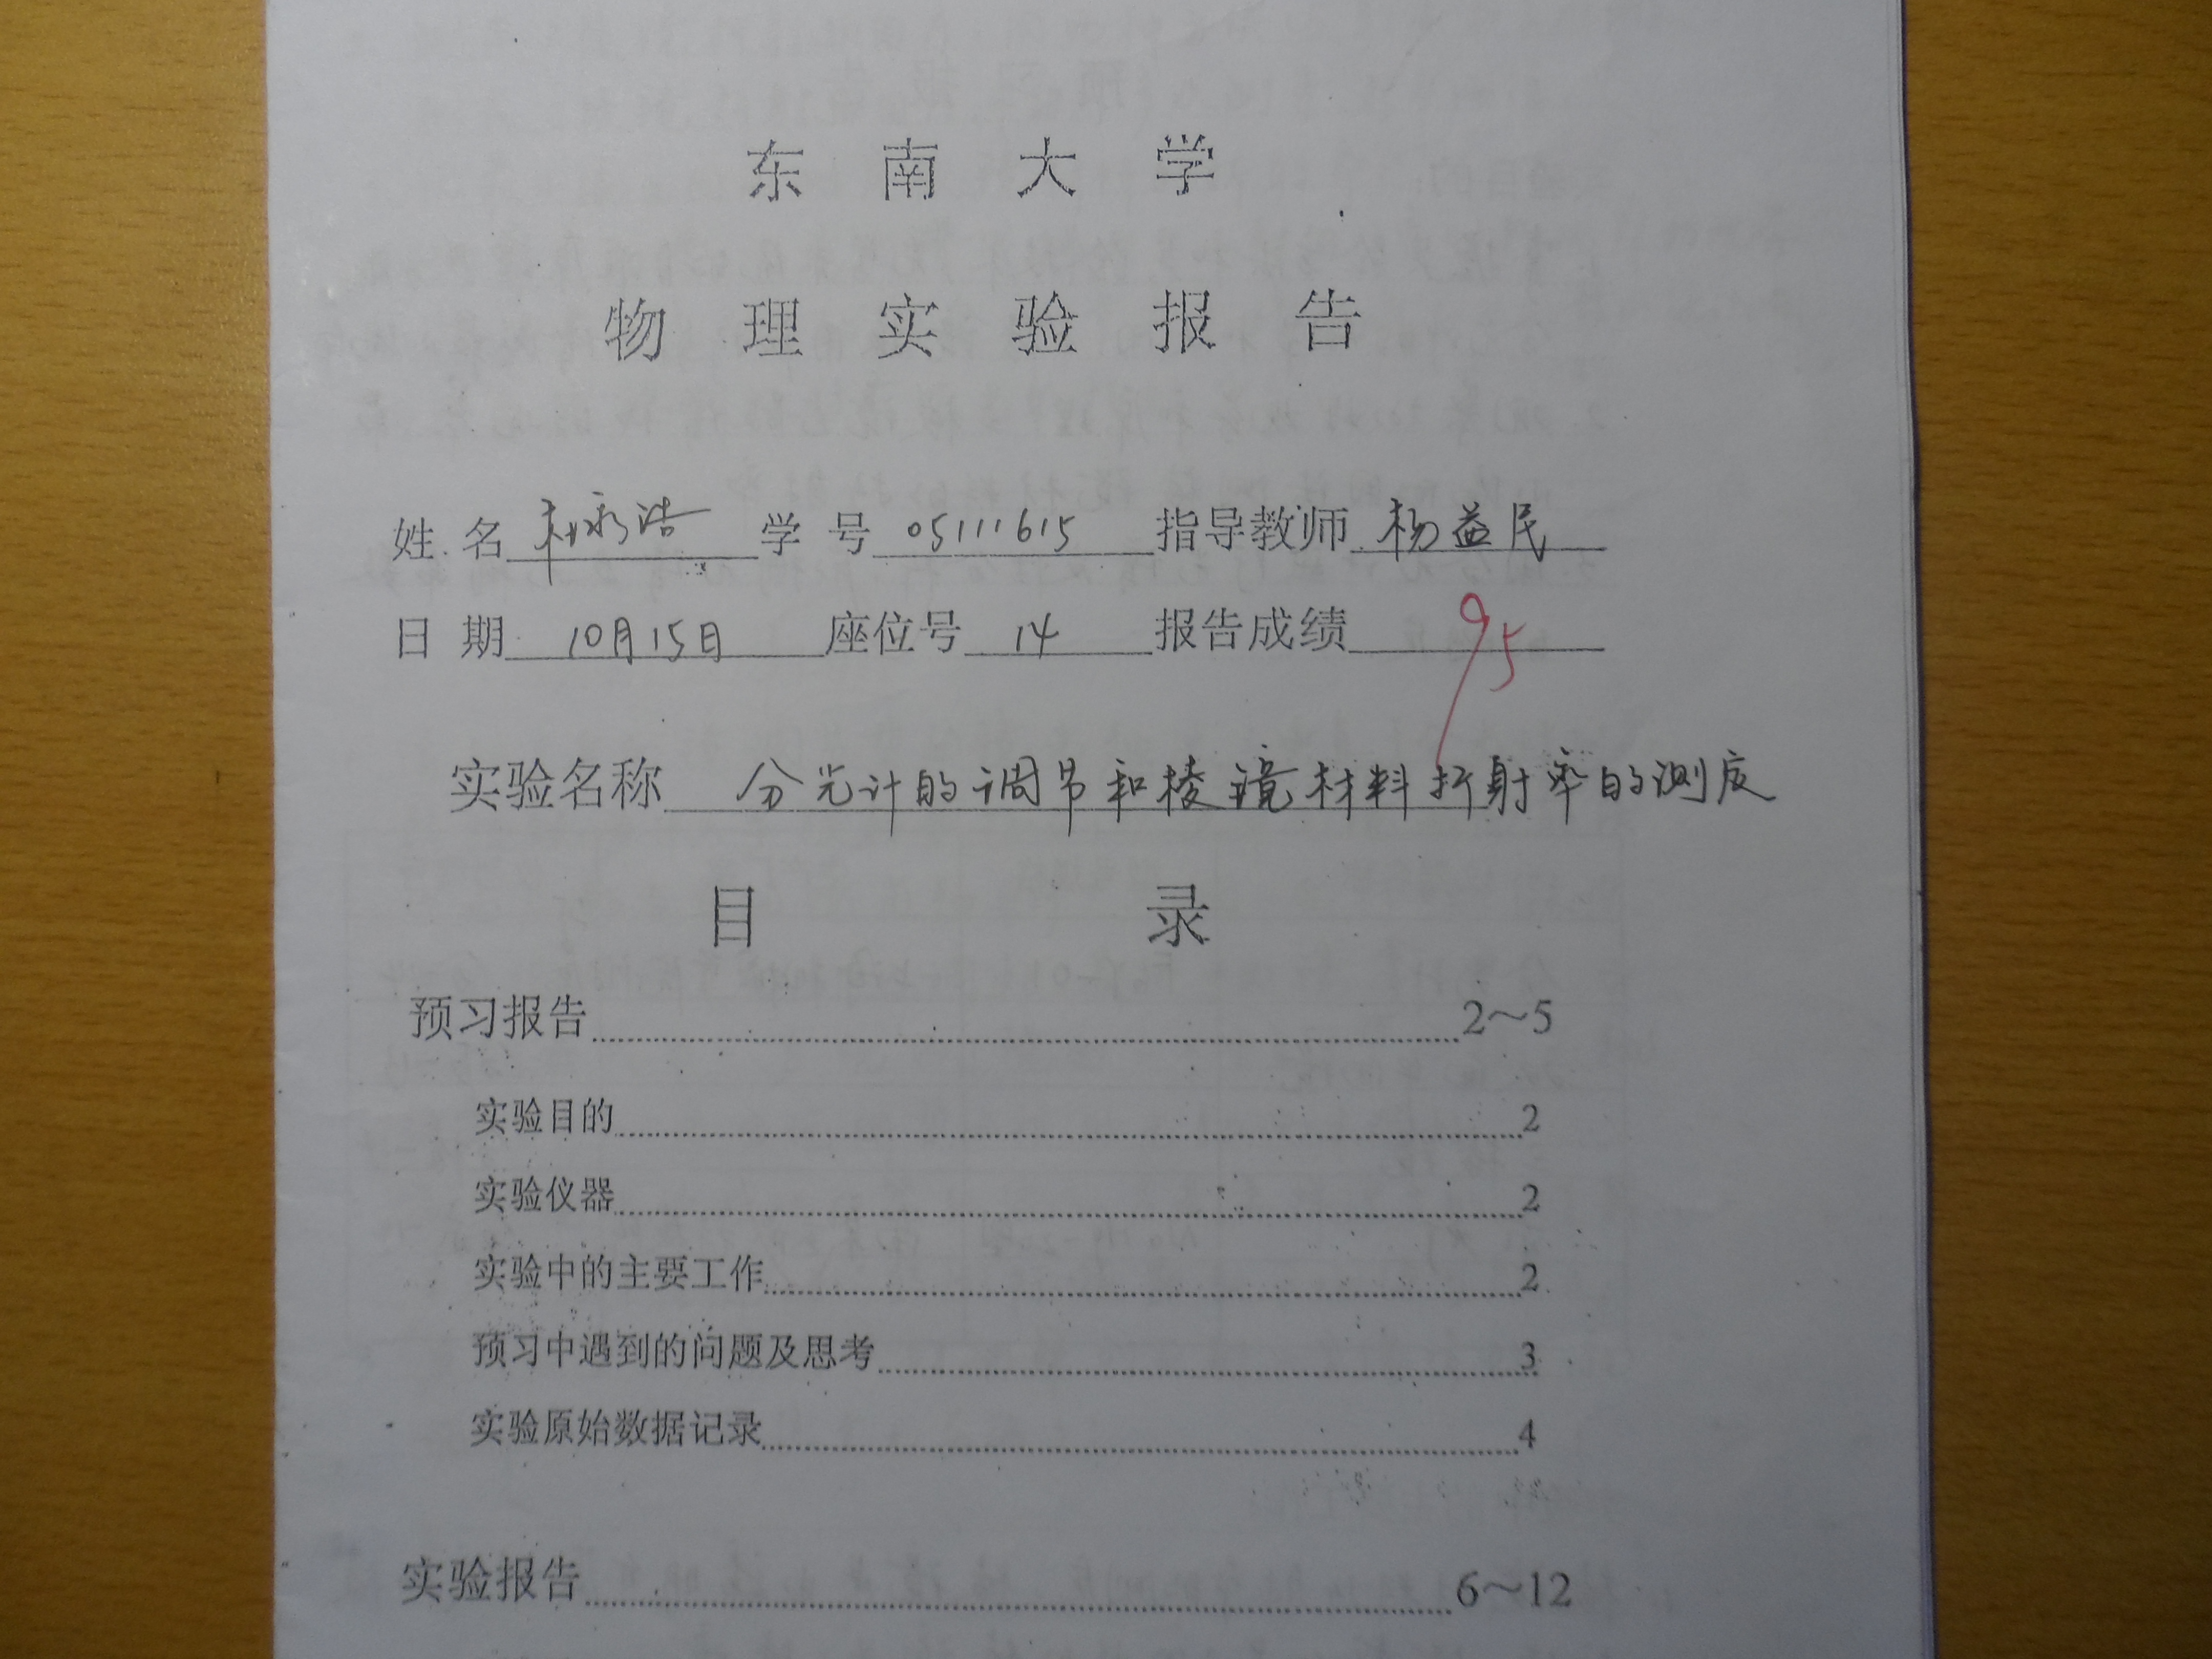 东南大学
物理实验报告
姓名 林永浩 学号 05111615 指导教师 杨益民
日期 10月15日 座位号 14 报告成绩 95
实验名称 分光计的调节和棱镜材料折射率的测度
目录
预习报告 2～5
实验目的 2
实验仪器 2
实验中的主要工作 2
预习中遇到的问题及思考 3
实验原始数据记录 4
实验报告 6～12